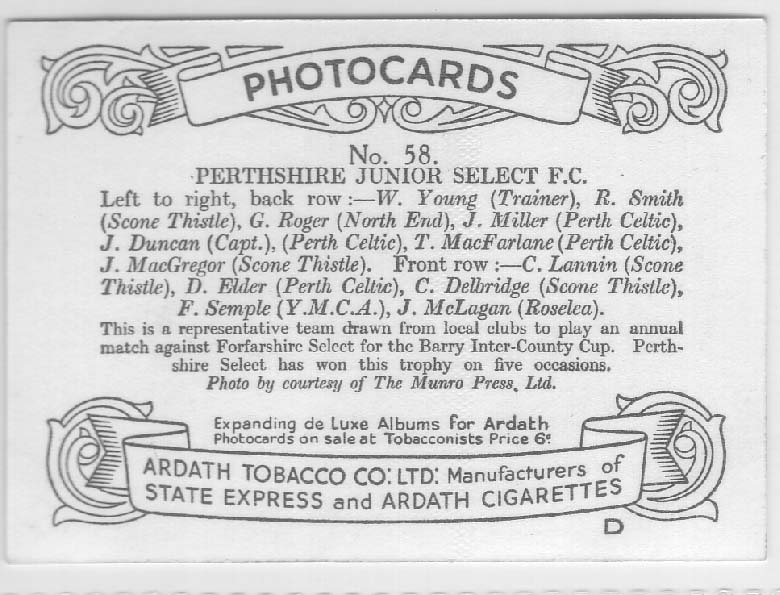 PHOTOCARDS
No. 58.
PERTHSHIRE JUNIOR SELECT F.C.
Left to right, back row :—W. Young (Trainer), R. Smith
(Scone Thistle), G. Roger (North End), J. Miller (Perth Celtic),
J. Duncan (Capt.), (Perth Celtic), T. MacFarlane (Perth Celtic),
J. MacGregor (Scone Thistle). Front row :—C. Lannin (Scone
Thistle), D. Elder (Perth Celtic), C. Delbridge (Scone Thistle),
F. Semple (Y.M.C.A.), J. McLagan (Roselea).
This is a representative team drawn from local clubs to play an annual
match against Forfarshire Select for the Barry Inter-County Cup. Perth-
shire Select has won this trophy on five occasions.
Photo by courtesy of The Munro Press, Ltd.
Expanding de Luxe Albums for Ardath
Photocards on sale at Tobacconists Price 6ᴰ
ARDATH TOBACCO CO: LTD: Manufacturers of
STATE EXPRESS and ARDATH CIGARETTES
D